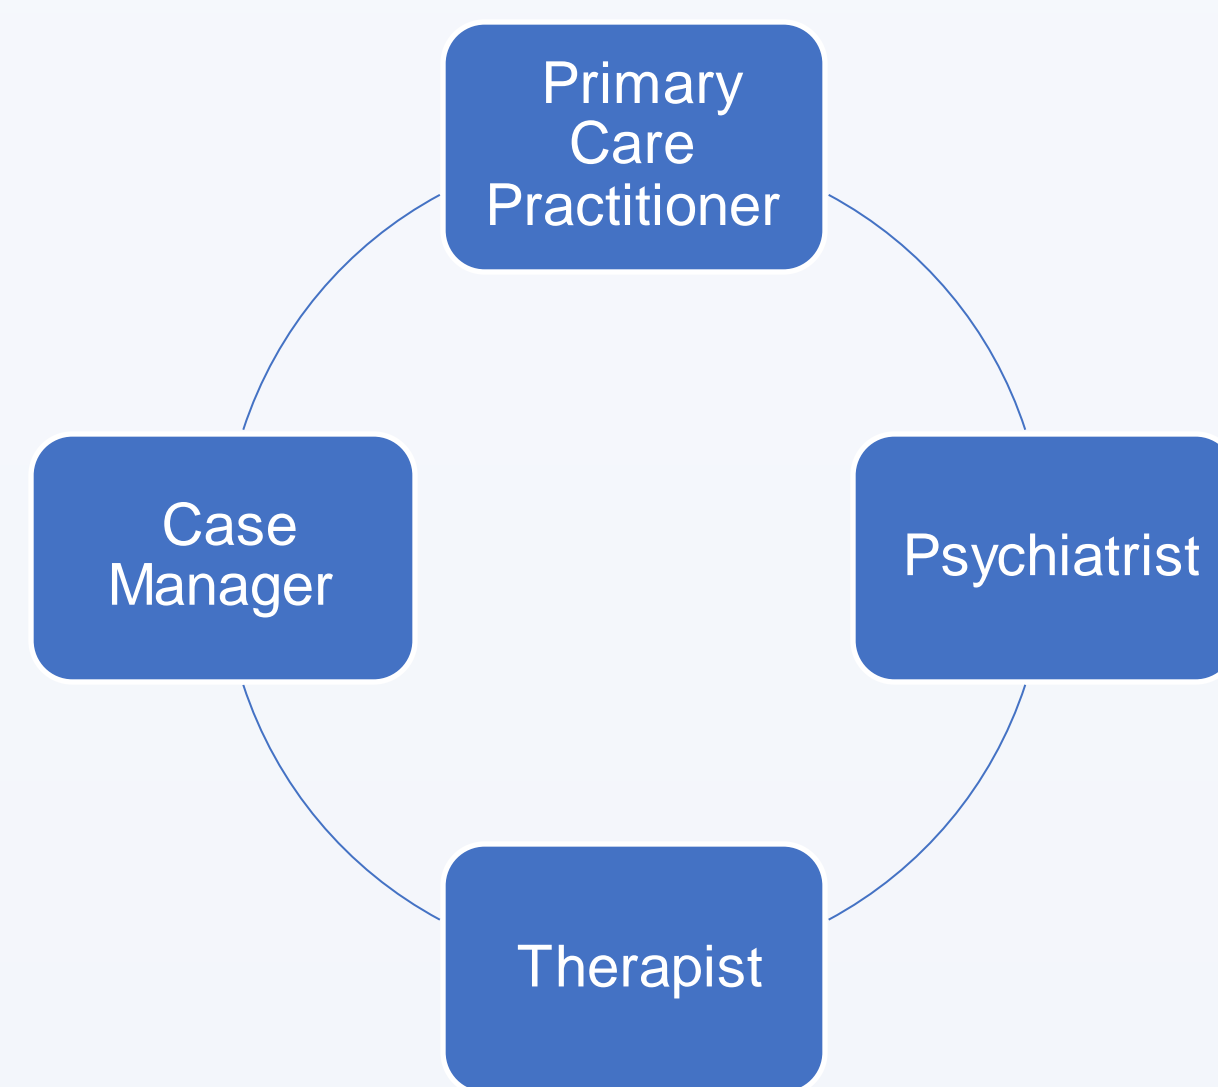 Primary
Care
Practitioner
Case
Manager
Psychiatrist
Therapist